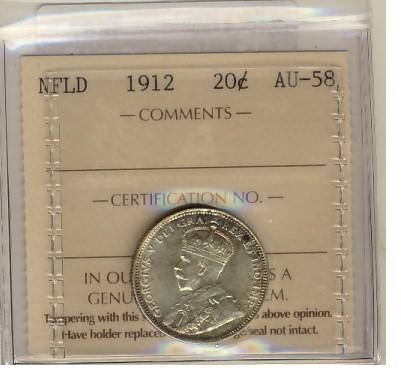 NFLD 1912 20¢ AU-58
— COMMENTS —
— CERTIFICATION NO. —
GEORGIVS V DEI GRA: REX ET IND: IMP:
IN OU S A
GENU EM.
Tampering with this above opinion.
Have holder replace seal not intact.